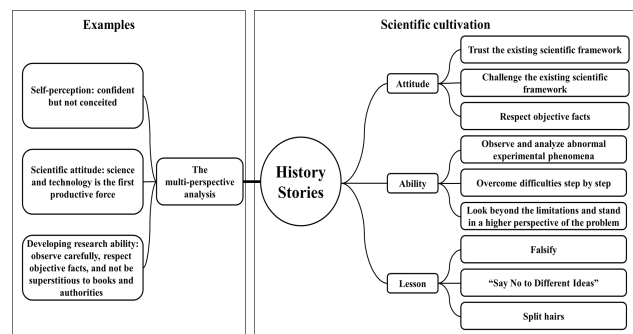 Examples
Self-perception: confident
but not conceited
Scientific attitude: science
and technology is the first
productive force
Developing research ability:
observe carefully, respect
objective facts, and not be
superstitious to books and
authorities
The
multi-perspective
analysis
Scientific cultivation
History
Stories
Attitude
Trust the existing scientific framework
Challenge the existing scientific
framework
Respect objective facts
Ability
Observe and analyze abnormal
experimental phenomena
Overcome difficulties step by step
Look beyond the limitations and stand
in a higher perspective of the problem
Lesson
Falsify
“Say No to Different Ideas”
Split hairs